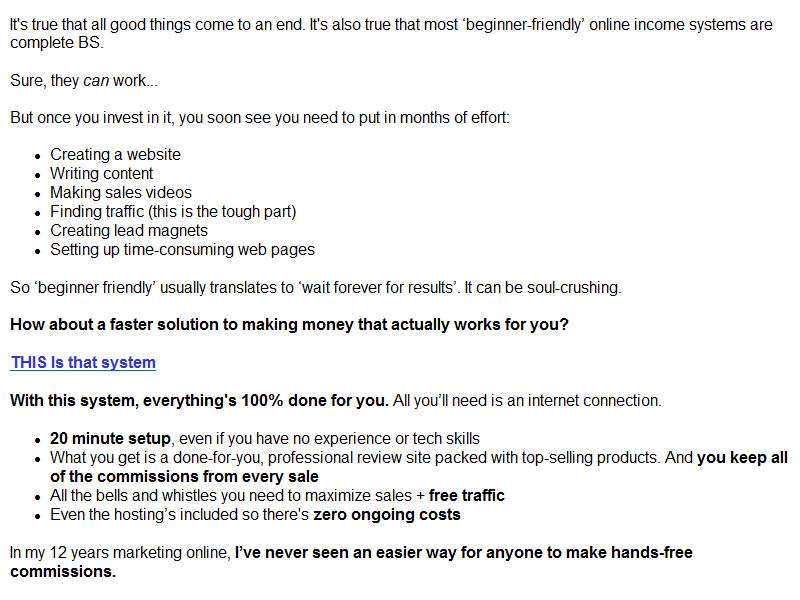 It's true that all good things come to an end. It's also true that most ‘beginner-friendly’ online income systems are
complete BS.
Sure, they can work...
But once you invest in it, you soon see you need to put in months of effort:
• Creating a website
• Writing content
• Making sales videos
• Finding traffic (this is the tough part)
• Creating lead magnets
• Setting up time-consuming web pages
So ‘beginner friendly’ usually translates to ‘wait forever for results’. It can be soul-crushing.
How about a faster solution to making money that actually works for you?
THIS Is that system
With this system, everything's 100% done for you. All you’ll need is an internet connection.
• 20 minute setup, even if you have no experience or tech skills
• What you get is a done-for-you, professional review site packed with top-selling products. And you keep all
of the commissions from every sale
• All the bells and whistles you need to maximize sales + free traffic
• Even the hosting’s included so there's zero ongoing costs
In my 12 years marketing online, I’ve never seen an easier way for anyone to make hands-free
commissions.